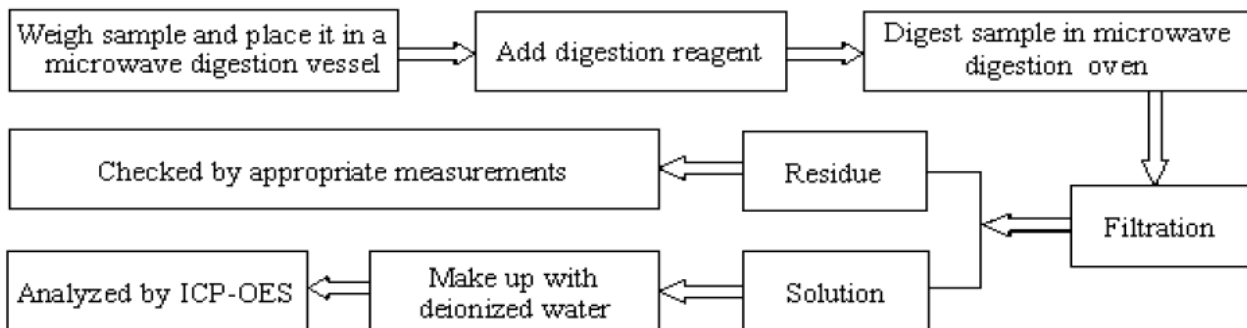 Weigh sample and place it in a
microwave digestion vessel
Add digestion reagent
Digest sample in microwave
digestion oven
Checked by appropriate measurements
Residue
Filtration
Analyzed by ICP-OES
Make up with
deionized water
Solution